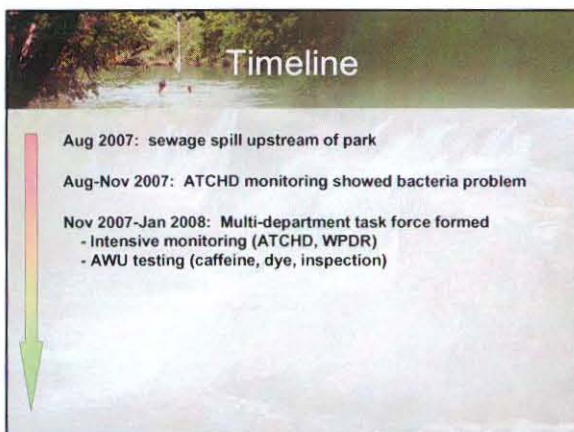 Timeline
Aug 2007: sewage spill upstream of park
Aug-Nov 2007: ATCHD monitoring showed bacteria problem
Nov 2007-Jan 2008: Multi-department task force formed
- Intensive monitoring (ATCHD, WPDR)
- AWU testing (caffeine, dye, inspection)